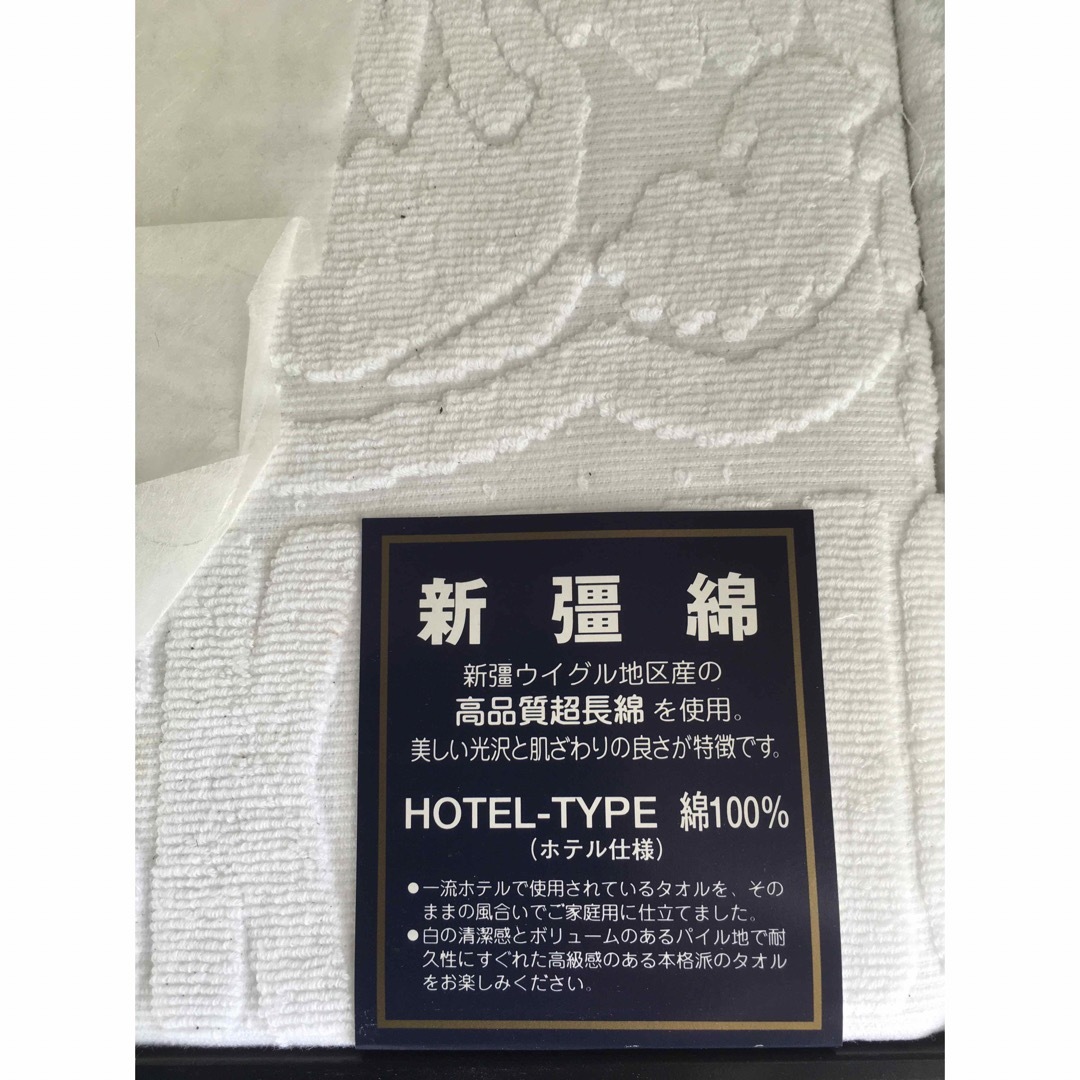 新彊綿
新彊ウイグル地区産の
高品質超長綿を使用。
美しい光沢と肌ざわりの良さが特徴です。
HOTEL-TYPE 綿100%
(ホテル仕様)
●一流ホテルで使用されているタオルを、その
ままの風合いでご家庭用に仕立てました。
●白の清潔感とボリュームのあるパイル地で耐
久性にすぐれた高級感のある本格派のタオル
をお楽しみください。